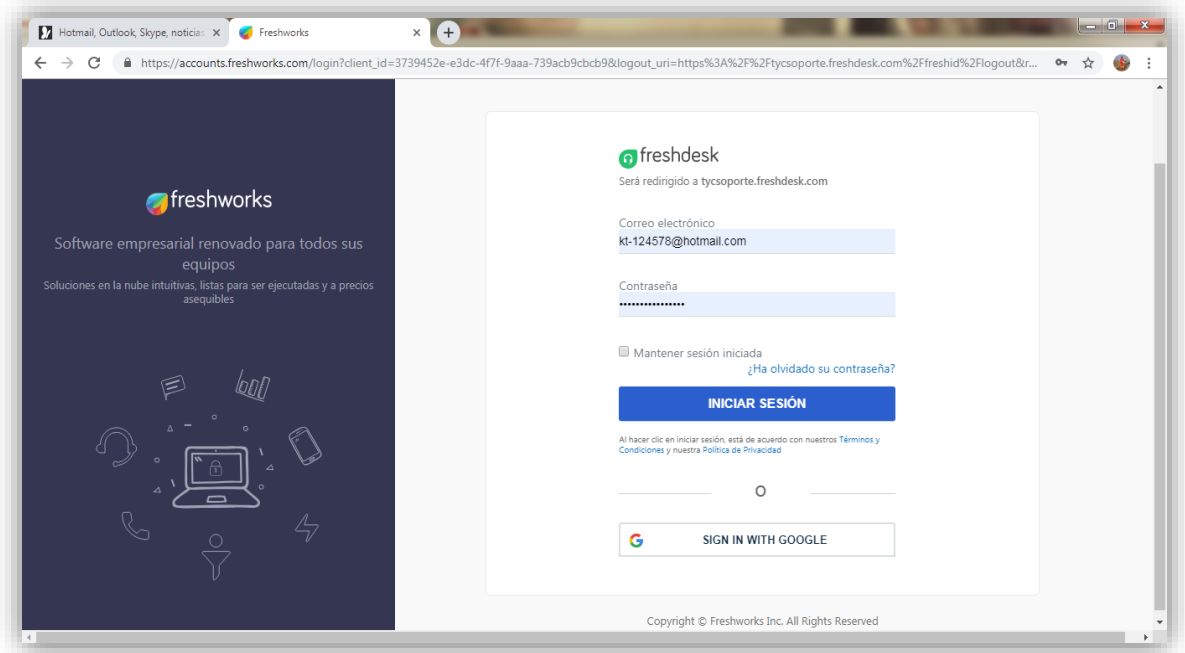 Hotmail, Outlook, Skype, noticias
Freshworks
https://accounts.freshworks.com/login?client_id=3739452e-e3dc-4f7f-9aaa-739acb9cbcb9&logout_uri=https%3A%2F%2Ftycsoporte.freshdesk.com%2Ffreshid%2Flogout&r...
freshworks
Software empresarial renovado para todos sus
equipos
Soluciones en la nube intuitivas, listas para ser ejecutadas y a precios
asequibles
freshdesk
Será redirigido a tycsoporte.freshdesk.com
Correo electrónico
kt-124578@hotmail.com
Contraseña
••••••••••••••••
Mantener sesión iniciada
¿Ha olvidado su contraseña?
INICIAR SESIÓN
Al hacer clic en iniciar sesión, está de acuerdo con nuestros Términos y
Condiciones y nuestra Política de Privacidad
O
SIGN IN WITH GOOGLE
Copyright © Freshworks Inc. All Rights Reserved